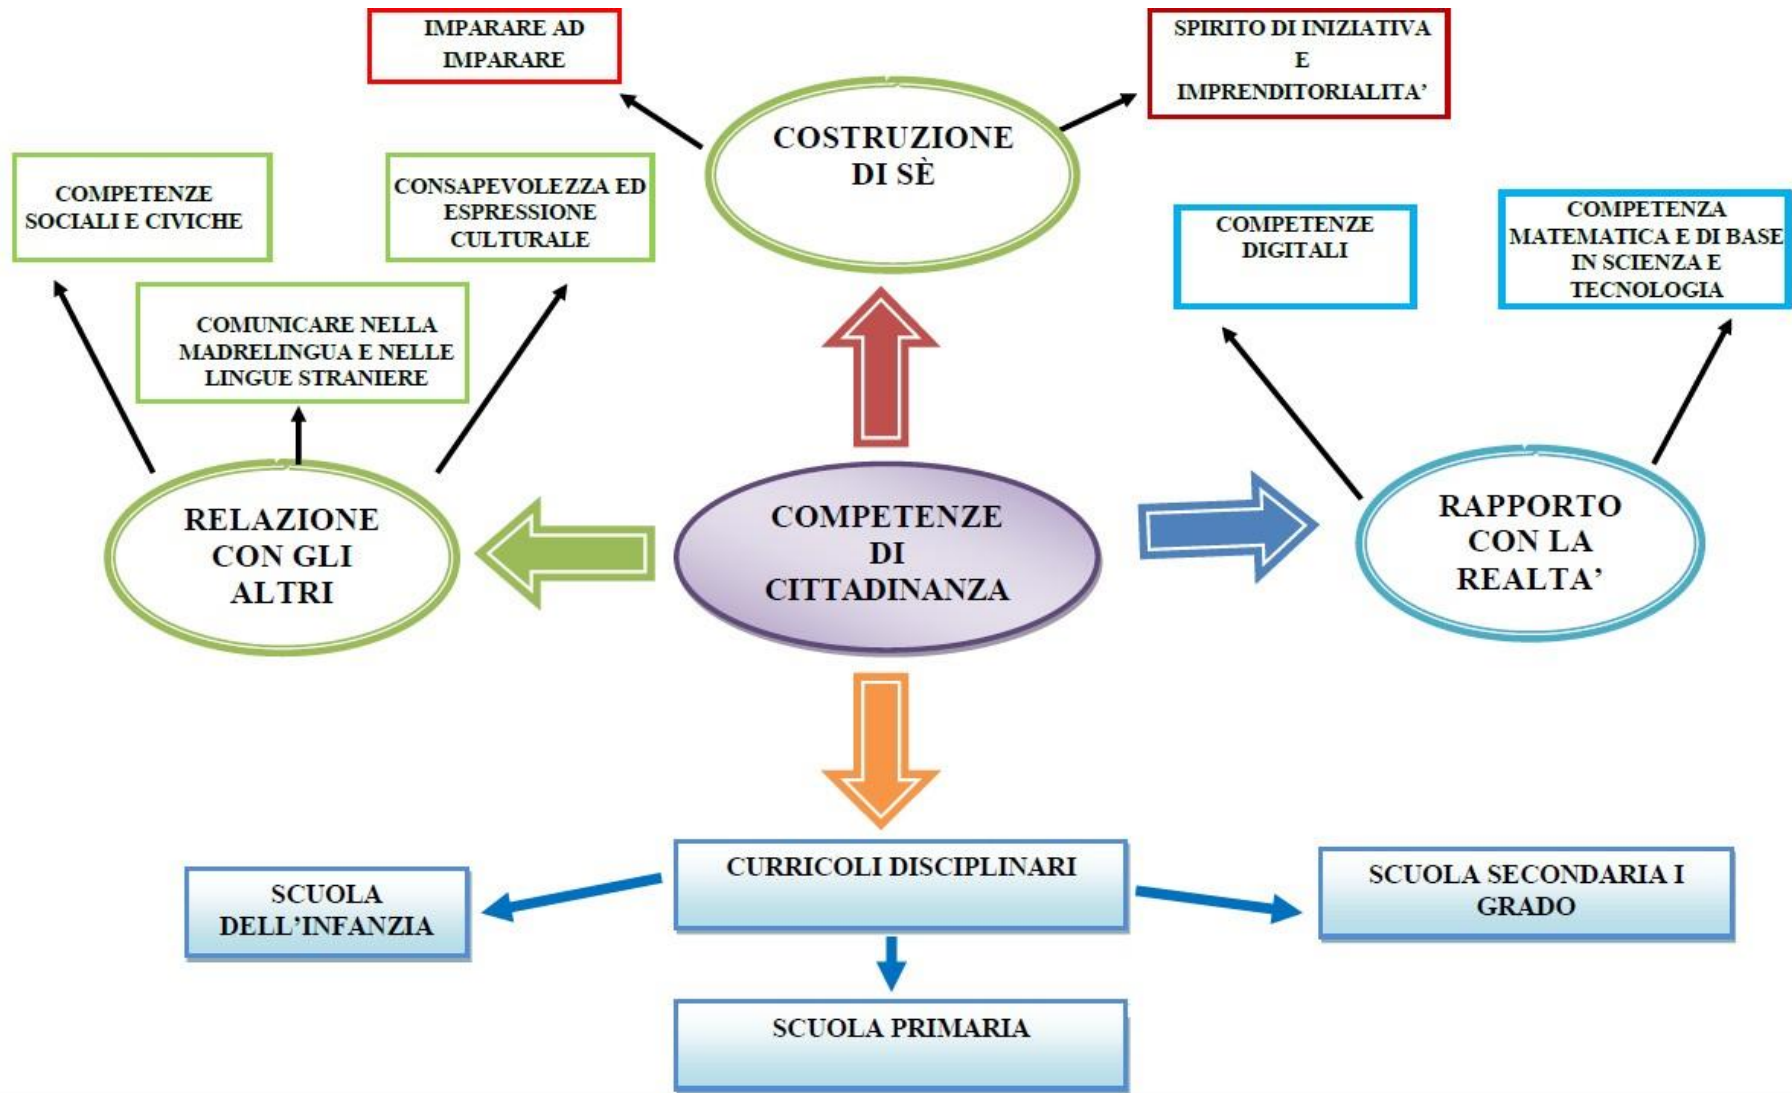 IMPARARE AD
IMPARARE
SPIRITO DI INIZIATIVA
E
IMPRENDITORIALITA’
COSTRUZIONE
DI SÈ
COMPETENZE
SOCIALI E CIVICHE
CONSAPEVOLEZZA ED
ESPRESSIONE
CULTURALE
COMPETENZE
DIGITALI
COMPETENZA
MATEMATICA E DI BASE
IN SCIENZA E
TECNOLOGIA
COMUNICARE NELLA
MADRELINGUA E NELLE
LINGUE STRANIERE
RELAZIONE
CON GLI
ALTRI
COMPETENZE
DI
CITTADINANZA
RAPPORTO
CON LA
REALTA’
CURRICOLI DISCIPLINARI
SCUOLA
DELL’INFANZIA
SCUOLA SECONDARIA I
GRADO
SCUOLA PRIMARIA